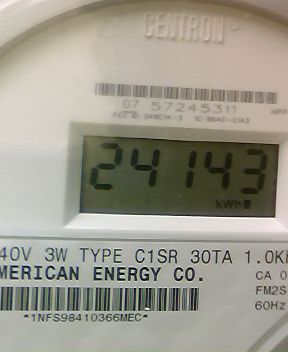 CENTRON
07 57245311
24143
kWh
40V 3W TYPE C1SR 30TA 1.0K
MERICAN ENERGY CO.
CA 0
FM2S
60Hz
*1NFS98410366MEC*